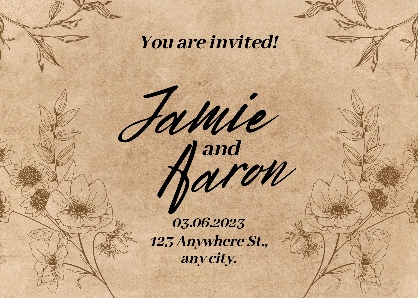 You are invited!
Jamie
and
Aaron
03.06.2023
123 Anywhere St.,
any city.